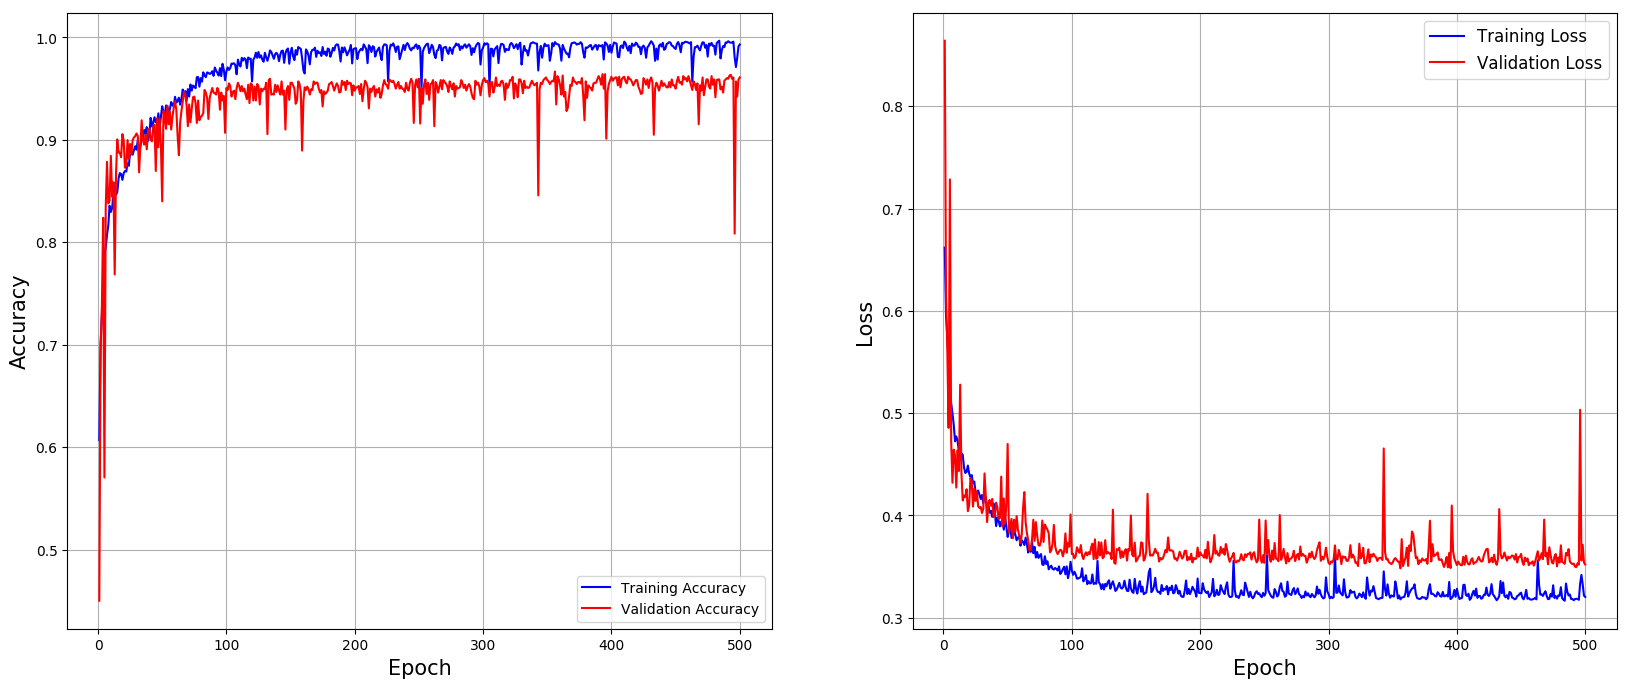 1.0
0.9
0.8
0.7
0.6
0.5
Accuracy
0 100 200 300 400 500
Epoch
Training Accuracy
Validation Accuracy
0.8
0.7
0.6
0.5
0.4
0.3
Loss
0 100 200 300 400 500
Epoch
Training Loss
Validation Loss